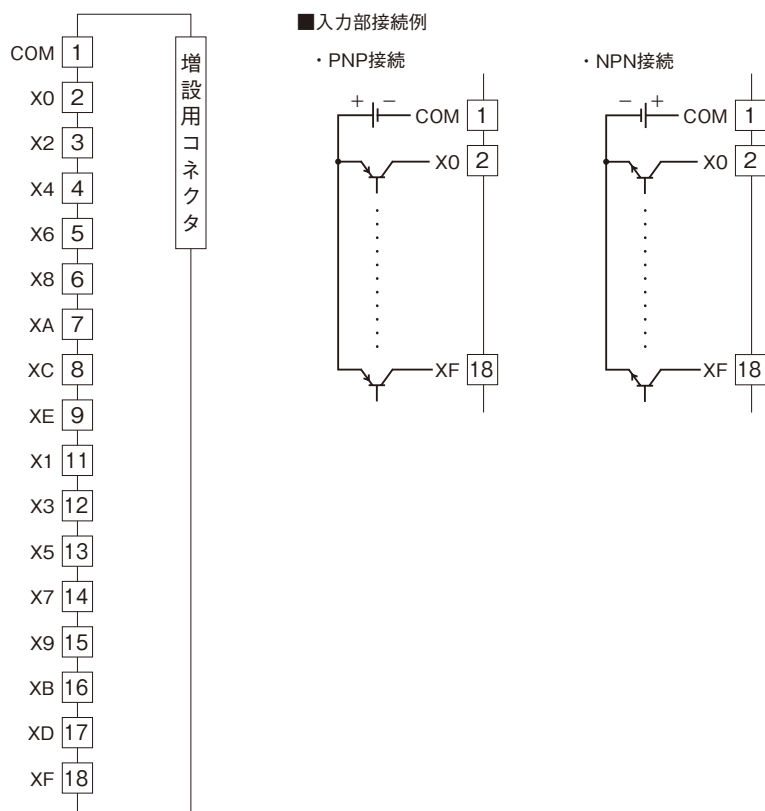 COM 1
X0 2
X2 3
X4 4
X6 5
X8 6
XA 7
XC 8
XE 9
X1 11
X3 12
X5 13
X7 14
X9 15
XB 16
XD 17
XF 18
増設用コネクタ
■入力部接続例
・PNP接続
+ −
COM 1
X0 2
XF 18
・NPN接続
− +
COM 1
X0 2
XF 18